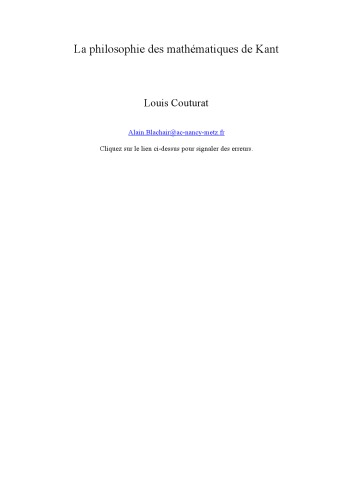 La philosophie des mathématiques de Kant
Louis Couturat
Alain.Blachair@ac-nancy-metz.fr
Cliquez sur le lien ci-dessus pour signaler des erreurs.